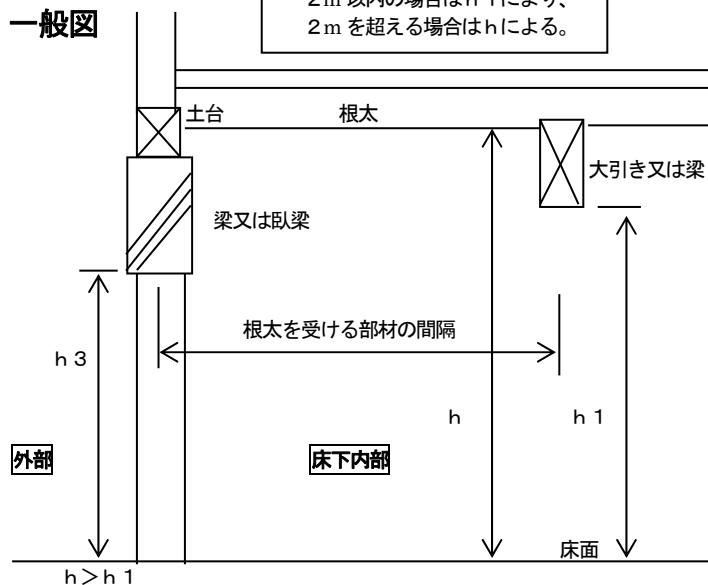 2ｍ以内の場合はｈ1により、
一般図
2ｍを超える場合はｈによる。
土台
根太
大引き又は梁
梁又は臥梁
根太を受ける部材の間隔
ｈ3
ｈ
ｈ1
外部
床下内部
床面
ｈ＞ｈ1